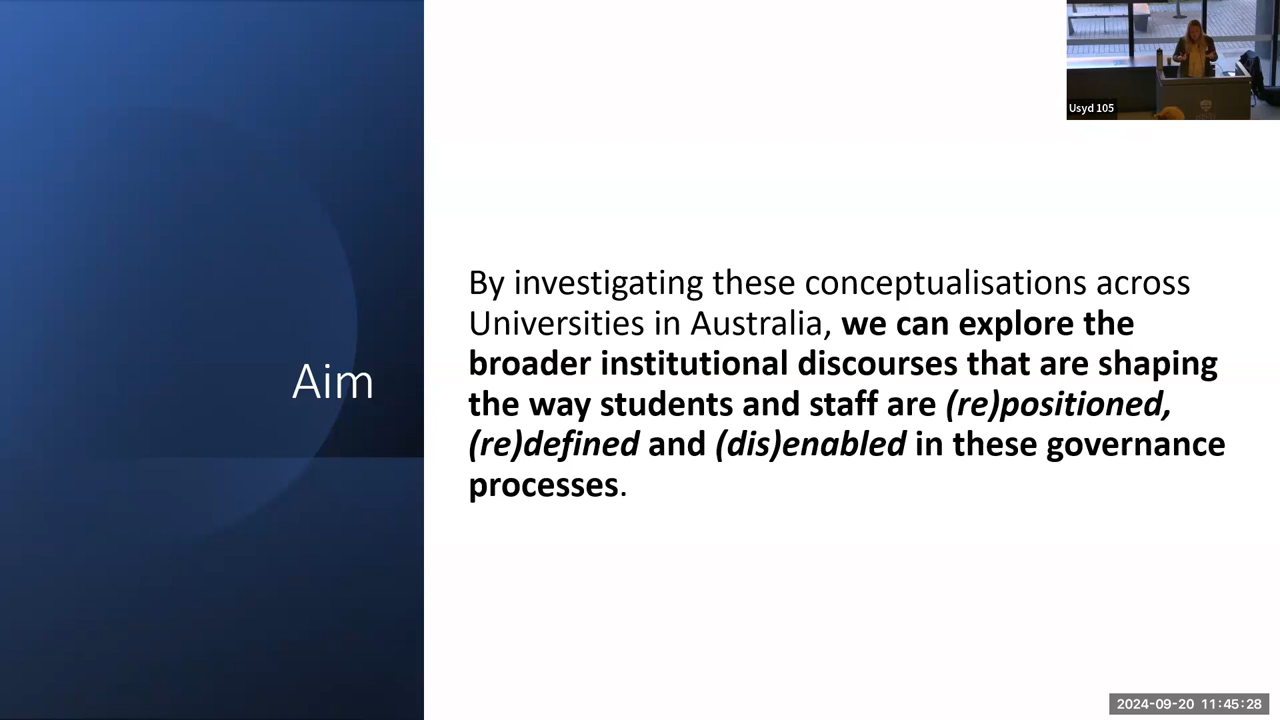 Usyd 105
Aim
By investigating these conceptualisations across
Universities in Australia, we can explore the
broader institutional discourses that are shaping
the way students and staff are (re)positioned,
(re)defined and (dis)enabled in these governance
processes.
2024-09-20 11:45:28